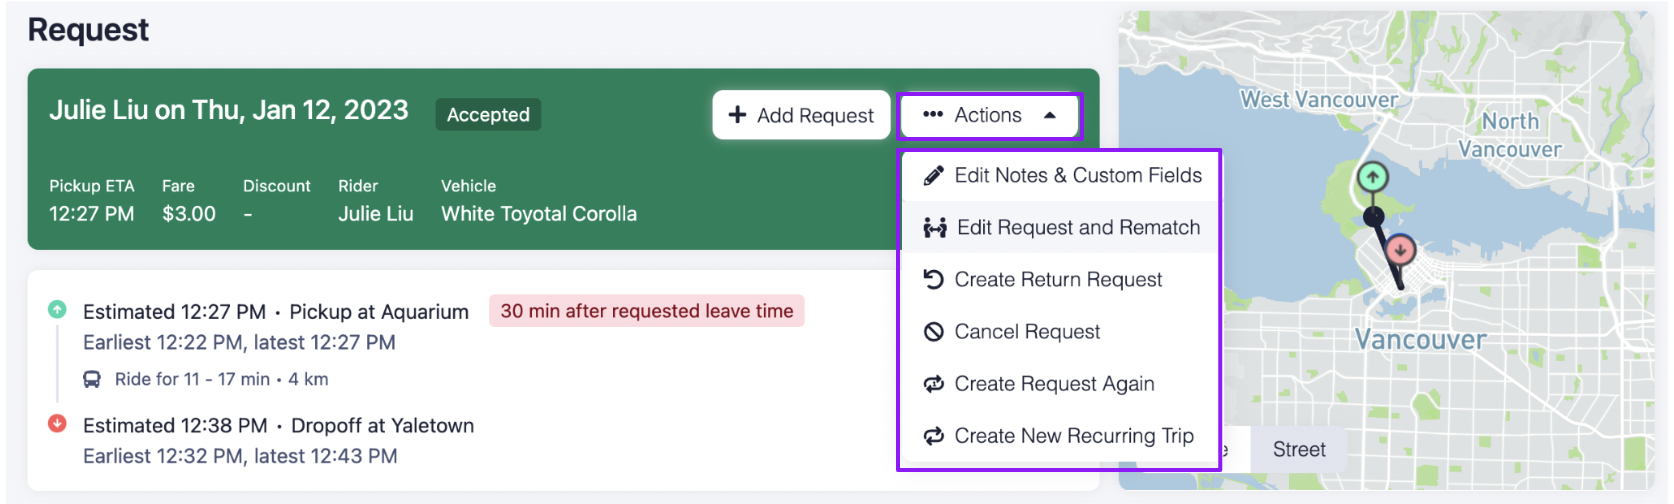 Request
Julie Liu on Thu, Jan 12, 2023 Accepted
+ Add Request
••• Actions
Pickup ETA Fare Discount Rider Vehicle
12:27 PM $3.00 - Julie Liu White Toyotal Corolla
Edit Notes & Custom Fields
Edit Request and Rematch
Create Return Request
Cancel Request
Create Request Again
Create New Recurring Trip
Estimated 12:27 PM • Pickup at Aquarium 30 min after requested leave time
Earliest 12:22 PM, latest 12:27 PM
Ride for 11 - 17 min • 4 km
Estimated 12:38 PM • Dropoff at Yaletown
Earliest 12:32 PM, latest 12:43 PM
West Vancouver
North
Vancouver
Vancouver
Street